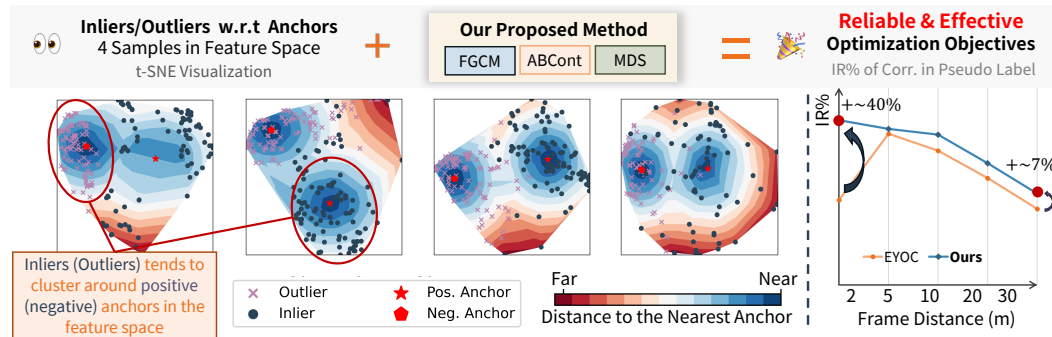 Inliers/Outliers w.r.t Anchors
4 Samples in Feature Space
t-SNE Visualization
+
Our Proposed Method
FGCM
ABCont
MDS
=
Reliable & Effective
Optimization Objectives
IR% of Corr. in Pseudo Label
Inliers (Outliers) tends to
cluster around positive
(negative) anchors in the
feature space
Outlier
Pos. Anchor
Inlier
Neg. Anchor
Far
Near
Distance to the Nearest Anchor
IR%
+~40%
+~7%
EYOC
Ours
2 5 10 20 30
Frame Distance (m)